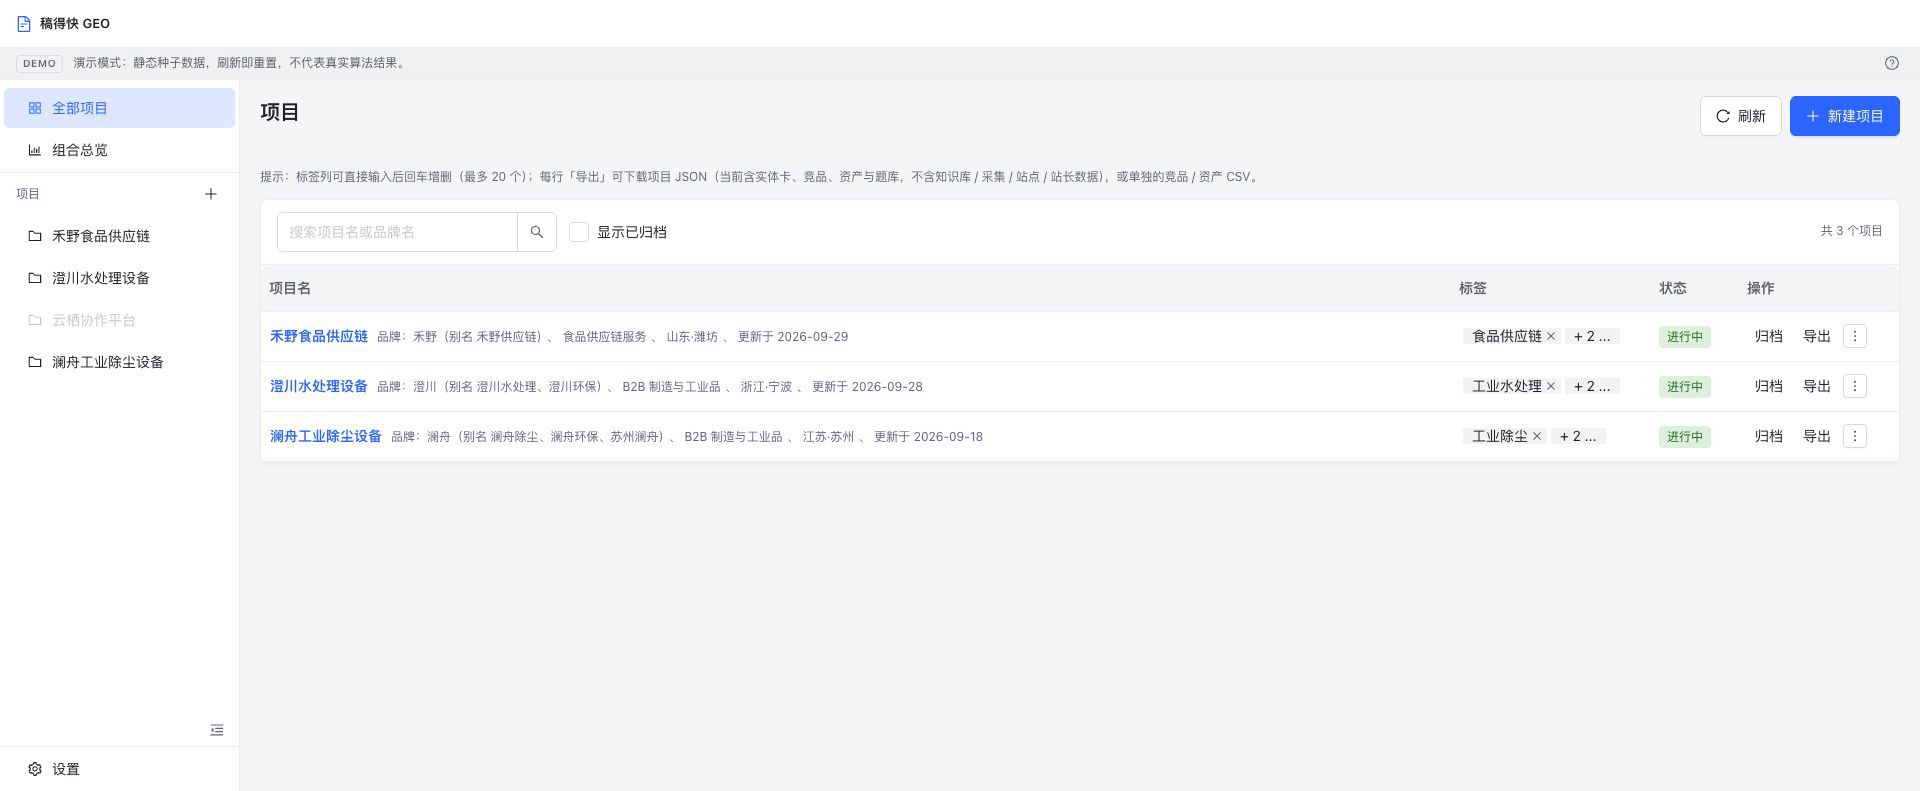 稿得快 GEO
DEMO 演示模式：静态种子数据，刷新即重置，不代表真实算法结果。
全部项目
组合总览
项目
禾野食品供应链
澄川水处理设备
云栖协作平台
澜舟工业除尘设备
设置
项目
刷新
新建项目
提示：标签列可直接输入后回车增删（最多 20 个）；每行「导出」可下载项目 JSON（当前含实体卡、竞品、资产与题库，不含知识库 / 采集 / 站点 / 站长数据），或单独的竞品 / 资产 CSV。
搜索项目名或品牌名 显示已归档 共 3 个项目
项目名 标签 状态 操作
禾野食品供应链 品牌：禾野（别名 禾野供应链）、 食品供应链服务 、 山东·潍坊 、 更新于 2026-09-29 食品供应链 × + 2 ... 进行中 归档 导出
澄川水处理设备 品牌：澄川（别名 澄川水处理、澄川环保）、 B2B 制造与工业品 、 浙江·宁波 、 更新于 2026-09-28 工业水处理 × + 2 ... 进行中 归档 导出
澜舟工业除尘设备 品牌：澜舟（别名 澜舟除尘、澜舟环保、苏州澜舟）、 B2B 制造与工业品 、 江苏·苏州 、 更新于 2026-09-18 工业除尘 × + 2 ... 进行中 归档 导出